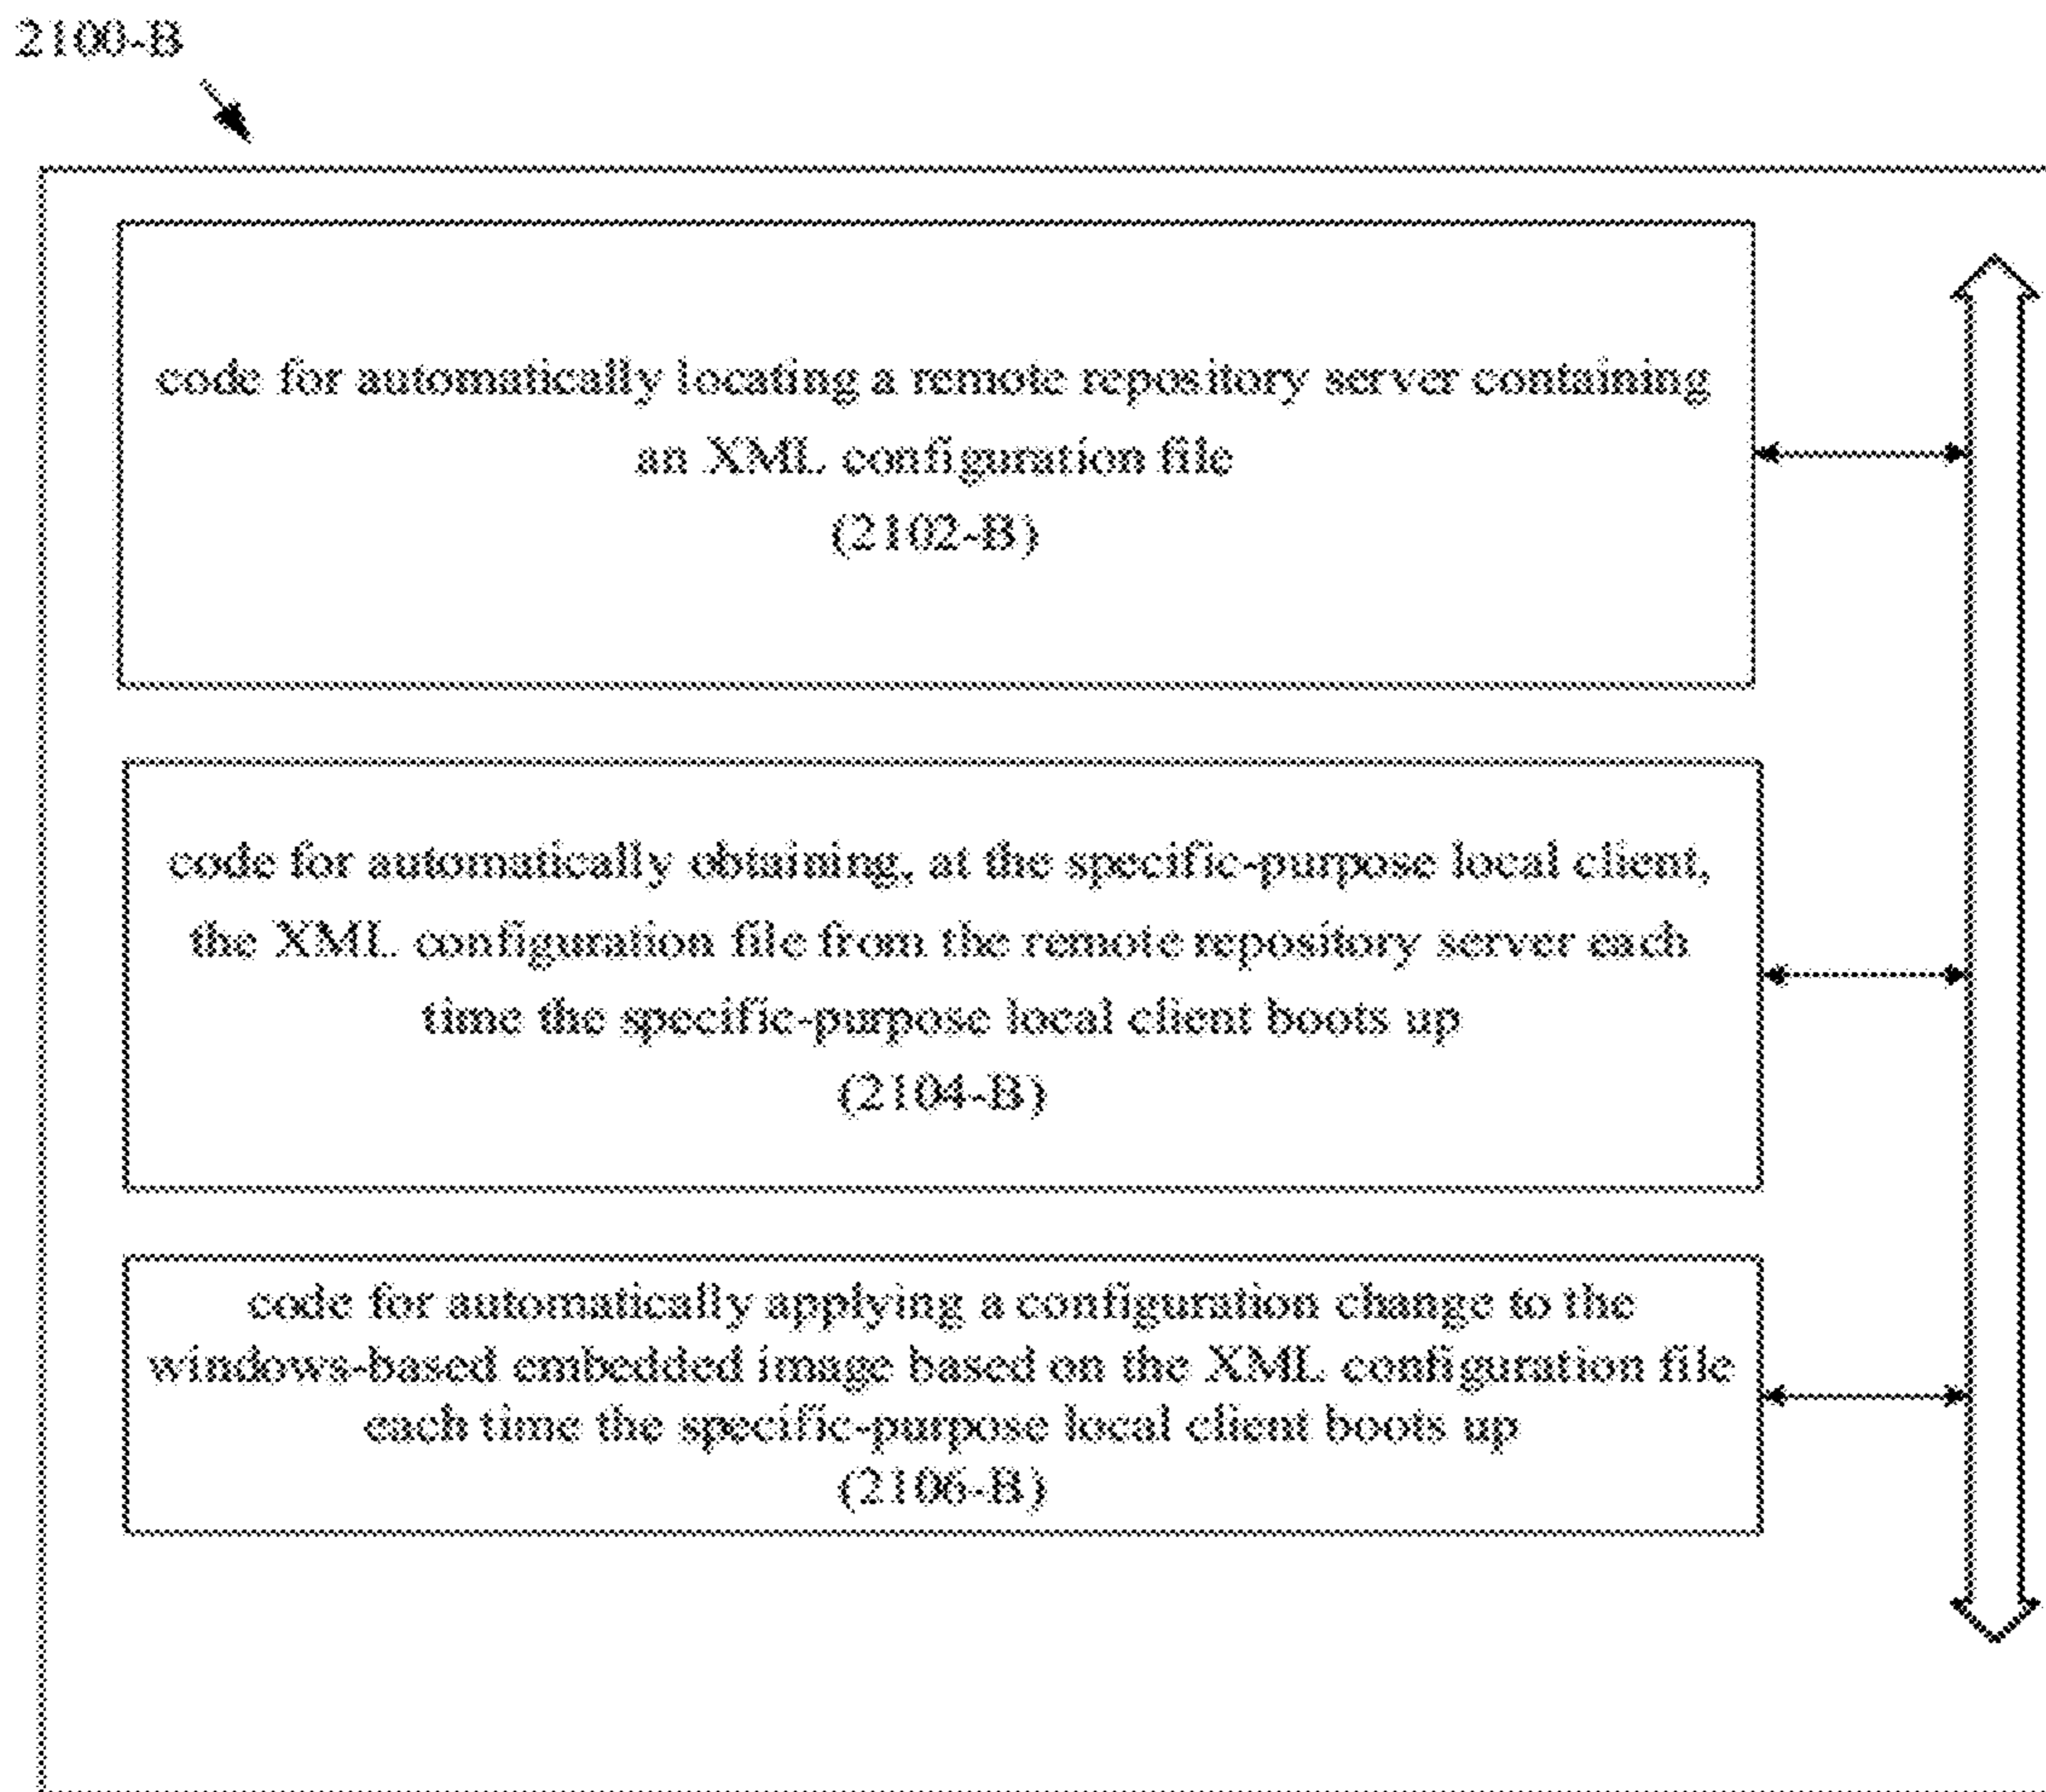 2100-B
code for automatically locating a remote repository server containing
an XML configuration file
(2102-B)
code for automatically obtaining, at the specific-purpose local client,
the XML configuration file from the remote repository server each
time the specific-purpose local client boots up
(2104-B)
code for automatically applying a configuration change to the
windows-based embedded image based on the XML configuration file
each time the specific-purpose local client boots up
(2106-B)